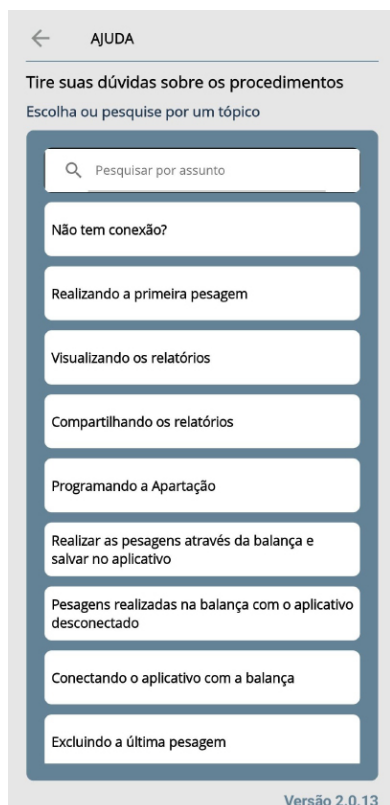 AJUDA
Tire suas dúvidas sobre os procedimentos
Escolha ou pesquise por um tópico
Pesquisar por assunto
Não tem conexão?
Realizando a primeira pesagem
Visualizando os relatórios
Compartilhando os relatórios
Programando a Apartação
Realizar as pesagens através da balança e
salvar no aplicativo
Pesagens realizadas na balança com o aplicativo
desconectado
Conectando o aplicativo com a balança
Excluindo a última pesagem
Versão 2.0.13